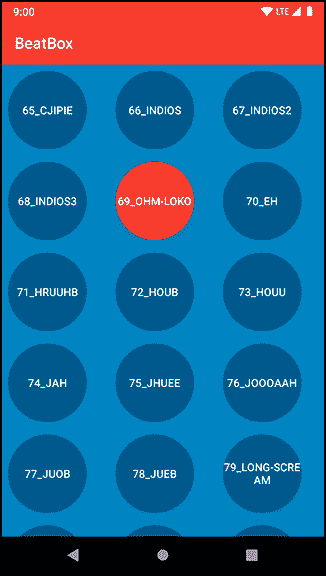 9:00 LTE
BeatBox
65_CJIPIE 66_INDIOS 67_INDIOS2
68_INDIOS3 69_OHM-LOKO 70_EH
71_HRUUHB 72_HOUB 73_HOUU
74_JAH 75_JHUEE 76_JOOOAAH
77_JUOB 78_JUEB 79_LONG-SCRE
AM